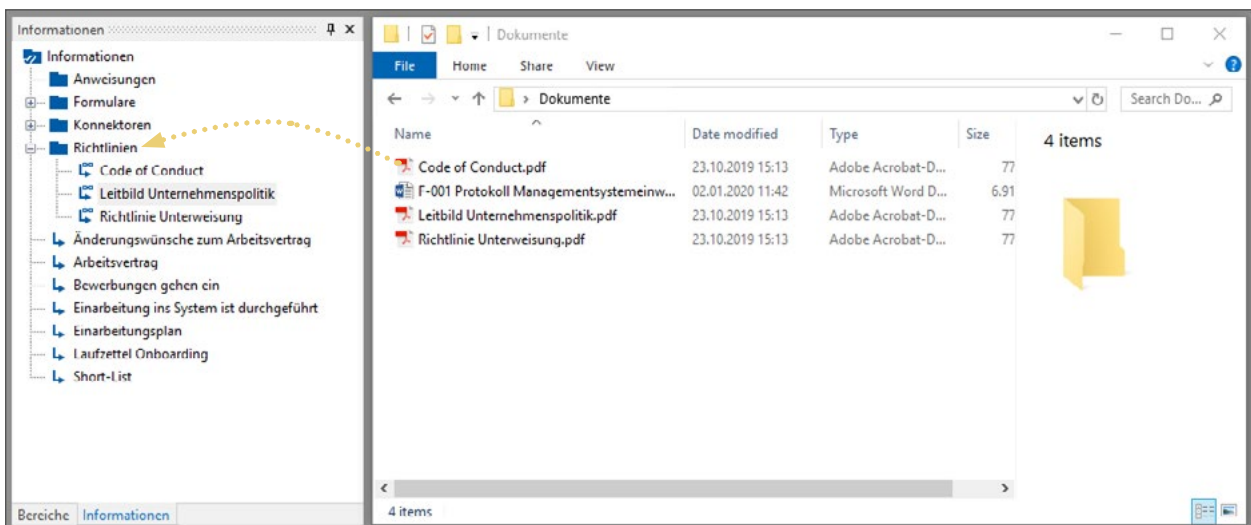 Informationen
Informationen
Anweisungen
Formulare
Konnektoren
Richtlinien
Code of Conduct
Leitbild Unternehmenspolitik
Richtlinie Unterweisung
Änderungswünsche zum Arbeitsvertrag
Arbeitsvertrag
Bewerbungen gehen ein
Einarbeitung ins System ist durchgeführt
Einarbeitungsplan
Laufzettel Onboarding
Short-List
Bereiche Informationen
Dokumente
File Home Share View
Dokumente Search Do...
Name Date modified Type Size
Code of Conduct.pdf 23.10.2019 15:13 Adobe Acrobat-D... 77
F-001 Protokoll Managementsystemeinw... 02.01.2020 11:42 Microsoft Word D... 6.91
Leitbild Unternehmenspolitik.pdf 23.10.2019 15:13 Adobe Acrobat-D... 77
Richtlinie Unterweisung.pdf 23.10.2019 15:13 Adobe Acrobat-D... 77
4 items
4 items